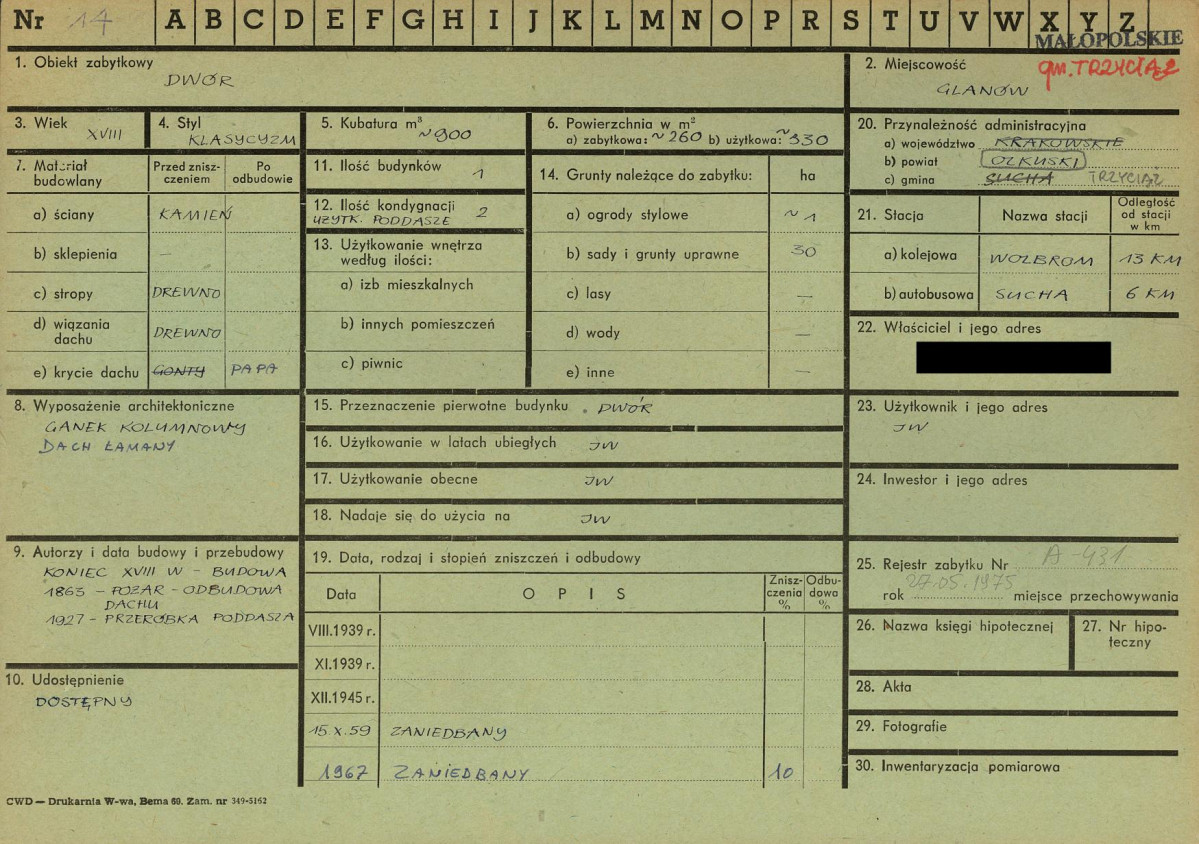 Nr 14 A B C D E F G H I J K L M N O P R S T U V W X Y Z
MAŁOPOLSKIE
gm. TRZYCIĄŻ
1. Obiekt zabytkowy
DWÓR
2. Miejscowość
GLANÓW
3. Wiek
XVIII
4. Styl
KLASYCYZM
5. Kubatura m³
~900
6. Powierzchnia w m²
a) zabytkowa: ~260 b) użytkowa: ~330
7. Materiał budowlany
Przed zniszczeniem
Po odbudowie
a) ściany KAMIEŃ
b) sklepienia —
c) stropy DREWNO
d) wiązania dachu DREWNO
e) krycie dachu GONTY PAPA
8. Wyposażenie architektoniczne
GANEK KOLUMNOWY
DACH ŁAMANY
9. Autorzy i data budowy i przebudowy
KONIEC XVIII W – BUDOWA
1863 – POŻAR – ODBUDOWA
DACHU
1927 – PRZERÓBKA PODDASZA
10. Udostępnienie
DOSTĘPNY
11. Ilość budynków 1
12. Ilość kondygnacji 2
UŻYTK. PODDASZE
13. Użytkowanie wnętrza
według ilości:
a) izb mieszkalnych
b) innych pomieszczeń
c) piwnic
14. Grunty należące do zabytku: ha
a) ogrody stylowe ~1
b) sady i grunty uprawne 30
c) lasy —
d) wody —
e) inne —
15. Przeznaczenie pierwotne budynku DWÓR
16. Użytkowanie w latach ubiegłych JW
17. Użytkowanie obecne JW
18. Nadaje się do użycia na JW
19. Data, rodzaj i stopień zniszczeń i odbudowy
Data OPIS Zniszczenia % Odbudowa %
VIII.1939 r.
XI.1939 r.
XII.1945 r.
15.X.59 ZANIEDBANY
1967 ZANIEDBANY 10
20. Przynależność administracyjna
a) województwo KRAKOWSKIE
b) powiat OLKUSKI
c) gmina SUCHA TRZYCIĄŻ
21. Stacja Nazwa stacji Odległość od stacji w km
a) kolejowa WOLBROM 13 KM
b) autobusowa SUCHA 6 KM
22. Właściciel i jego adres
23. Użytkownik i jego adres
JW
24. Inwestor i jego adres
25. Rejestr zabytku Nr A-431
27.05.1975
rok miejsce przechowywania
26. Nazwa księgi hipotecznej
27. Nr hipoteczny
28. Akta
29. Fotografie
30. Inwentaryzacja pomiarowa
CWD — Drukarnia W-wa, Bema 60. Zam. nr 349-5162